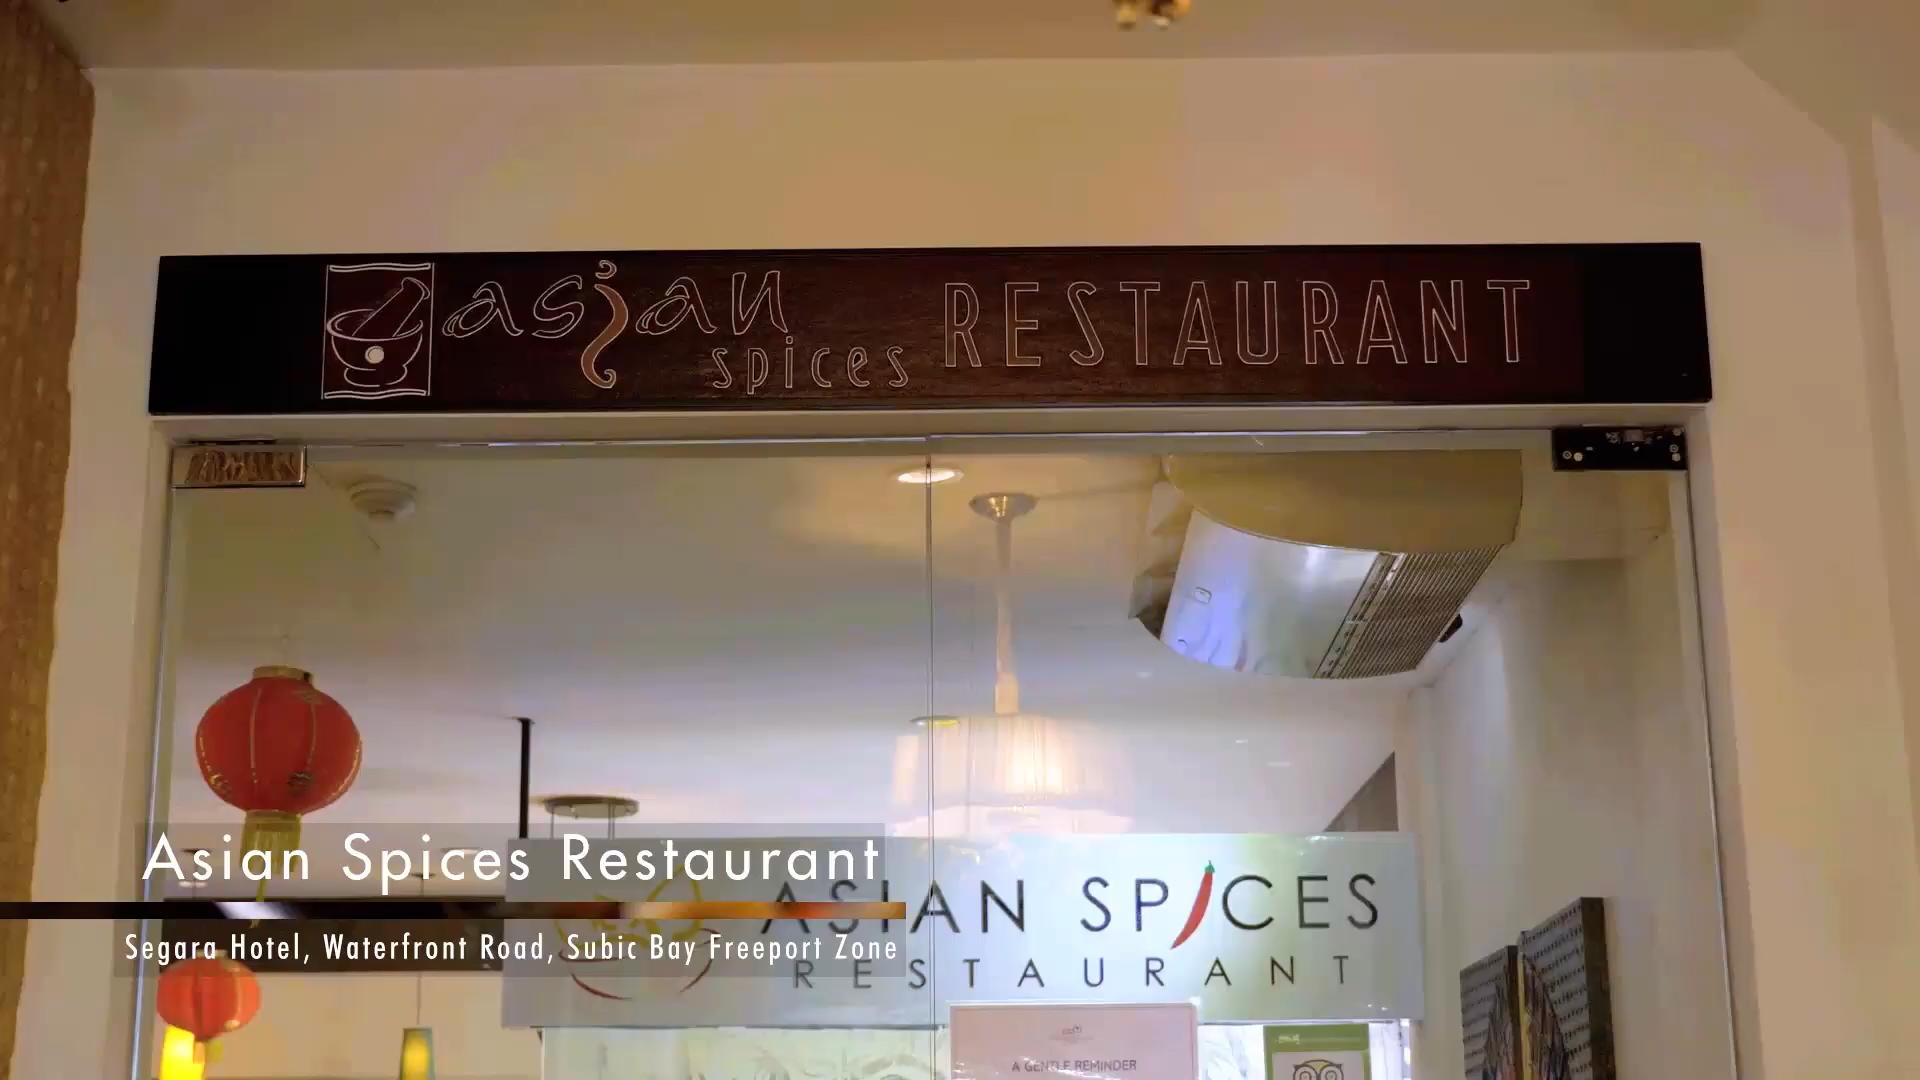 asian spices RESTAURANT
Asian Spices Restaurant
Segara Hotel, Waterfront Road, Subic Bay Freeport Zone
ASIAN SPICES
RESTAURANT
A GENTLE REMINDER